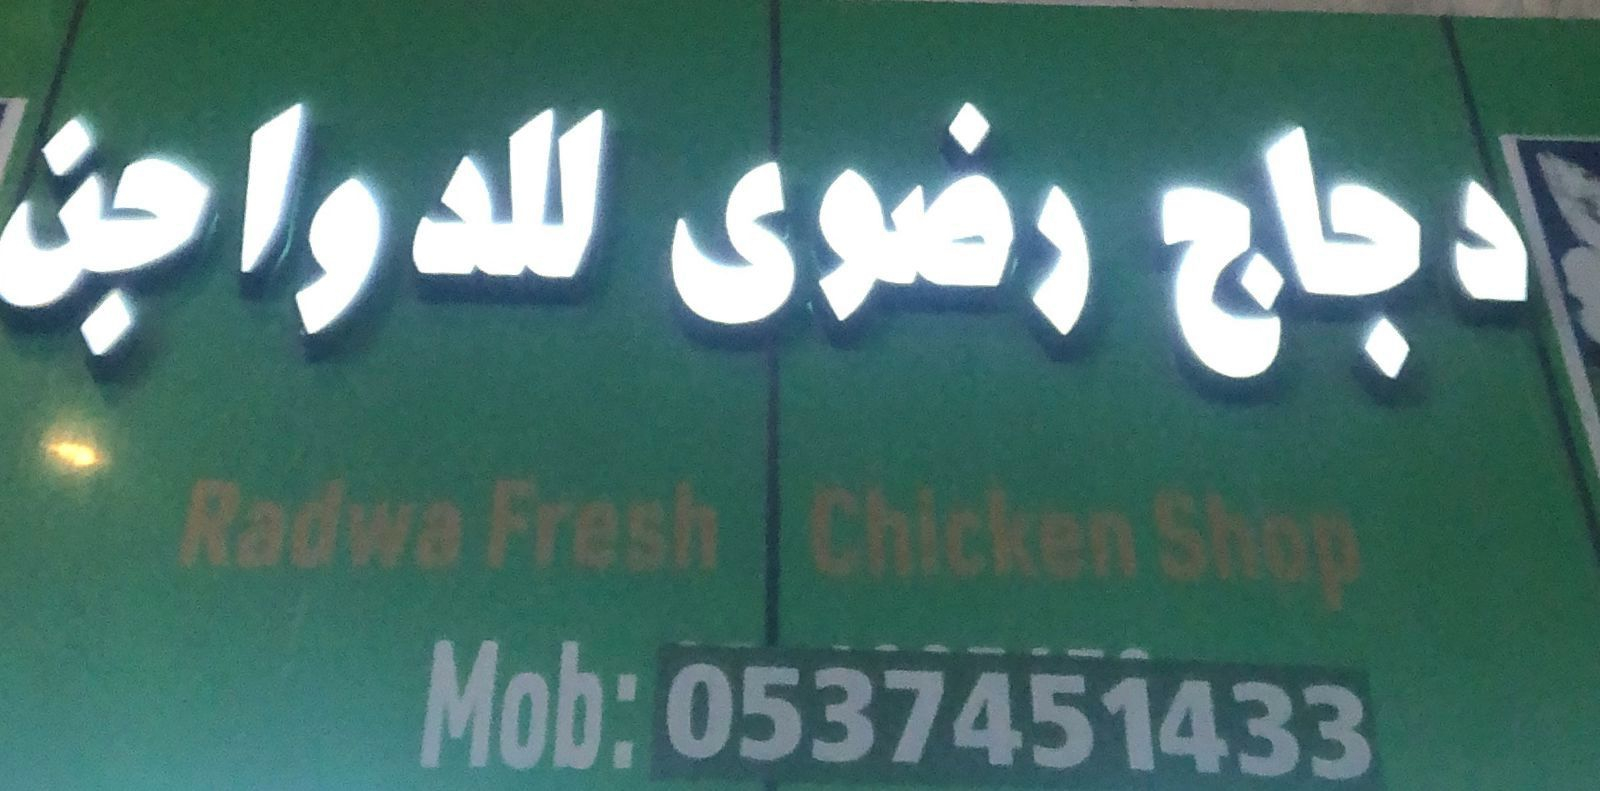 دجاج رضوى للدواجن
Radwa Fresh Chicken Shop
Mob: 0537451433